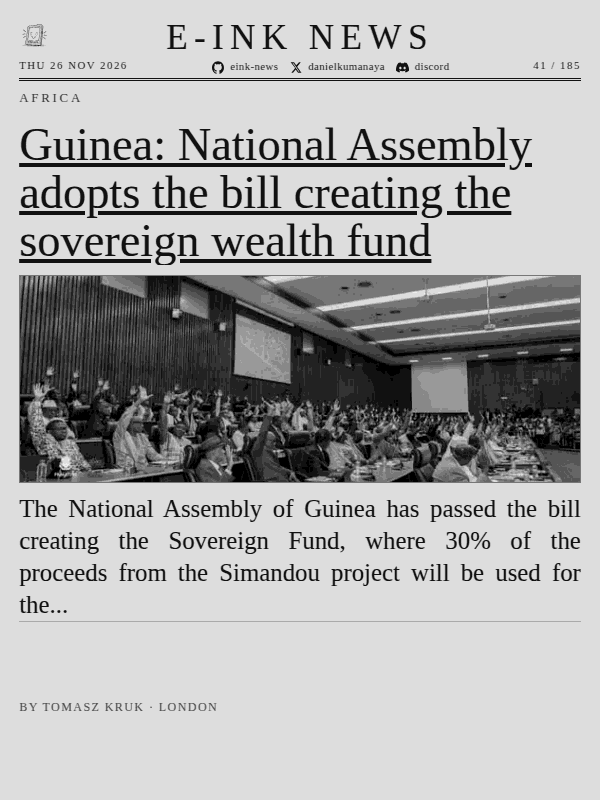 E-INK NEWS
THU 26 NOV 2026
eink-news
danielkumanaya
discord
41 / 185
AFRICA
Guinea: National Assembly
adopts the bill creating the
sovereign wealth fund
The National Assembly of Guinea has passed the bill
creating the Sovereign Fund, where 30% of the
proceeds from the Simandou project will be used for
the...
BY TOMASZ KRUK · LONDON